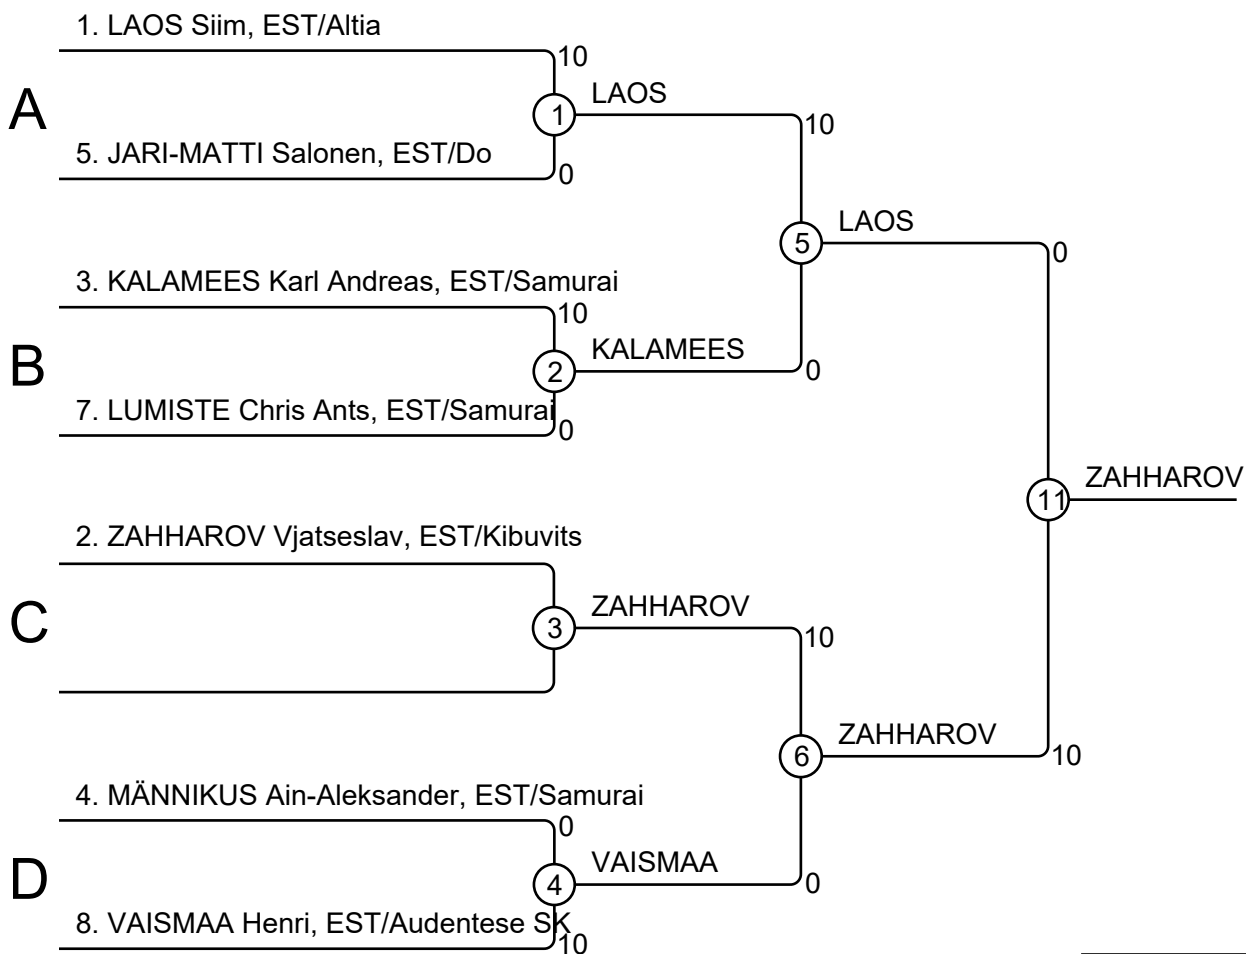 1. LAOS Siim, EST/Altia
10
A
1
LAOS
10
5. JARI-MATTI Salonen, EST/Do
0
5
LAOS
0
3. KALAMEES Karl Andreas, EST/Samurai
10
B
2
KALAMEES
0
7. LUMISTE Chris Ants, EST/Samurai
0
11
ZAHHAROV
2. ZAHHAROV Vjatseslav, EST/Kibuvits
C
3
ZAHHAROV
10
6
ZAHHAROV
10
4. MÄNNIKUS Ain-Aleksander, EST/Samurai
0
D
4
VAISMAA
0
8. VAISMAA Henri, EST/Audentese SK
10